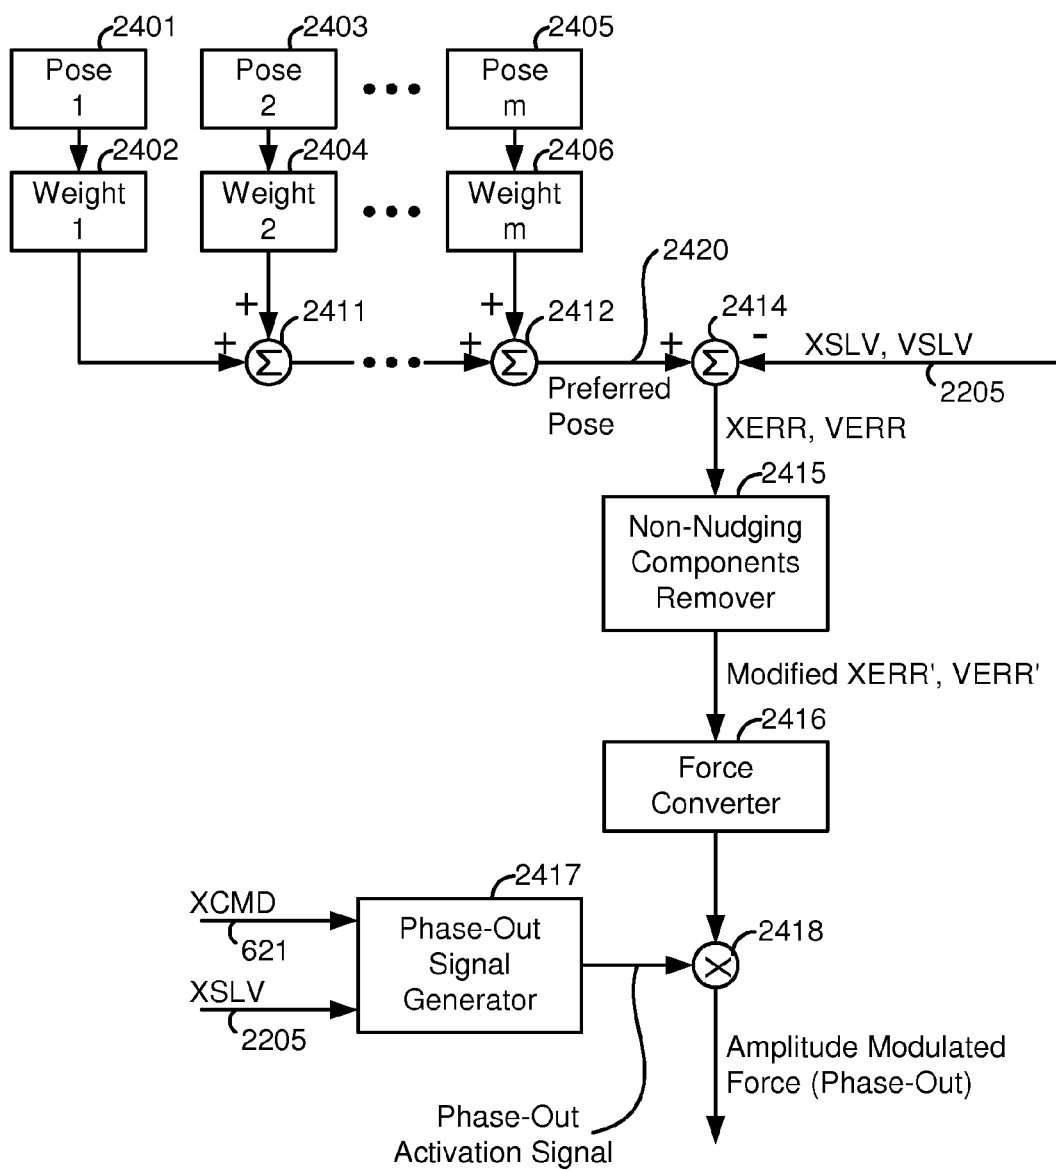 2401
2403
2405
Pose
1
Pose
2
Pose
m
2402
2404
2406
Weight
1
Weight
2
Weight
m
2420
+
+
2411
2412
2414
+
+
+
-
XSLV, VSLV
Σ
Σ
Σ
2205
Preferred
Pose
XERR, VERR
2415
Non-Nudging
Components
Remover
Modified XERR', VERR'
2416
Force
Converter
2417
XCMD
621
Phase-Out
Signal
Generator
2418
X
XSLV
2205
Amplitude Modulated
Force (Phase-Out)
Phase-Out
Activation Signal